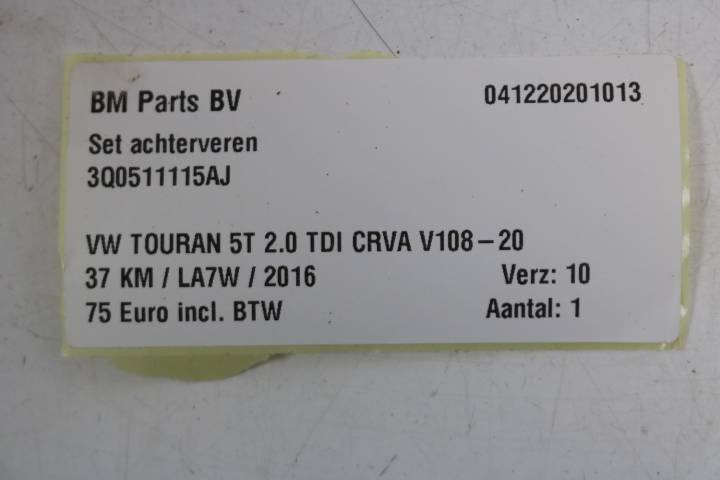 BM Parts BV 041220201013
Set achterveren
3Q0511115AJ
VW TOURAN 5T 2.0 TDI CRVA V108-20
37 KM / LA7W / 2016 Verz: 10
75 Euro incl. BTW Aantal: 1